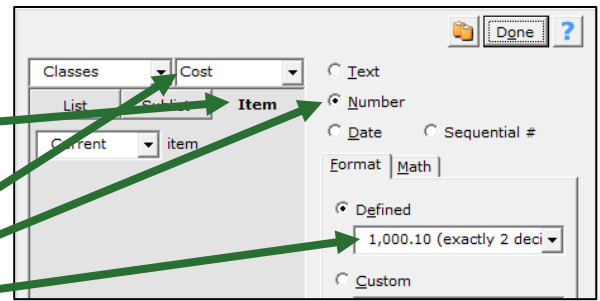 Done ?
Classes Cost
List Item
item
Text
Number
Date Sequential #
Format Math
Defined
1,000.10 (exactly 2 deci
Custom